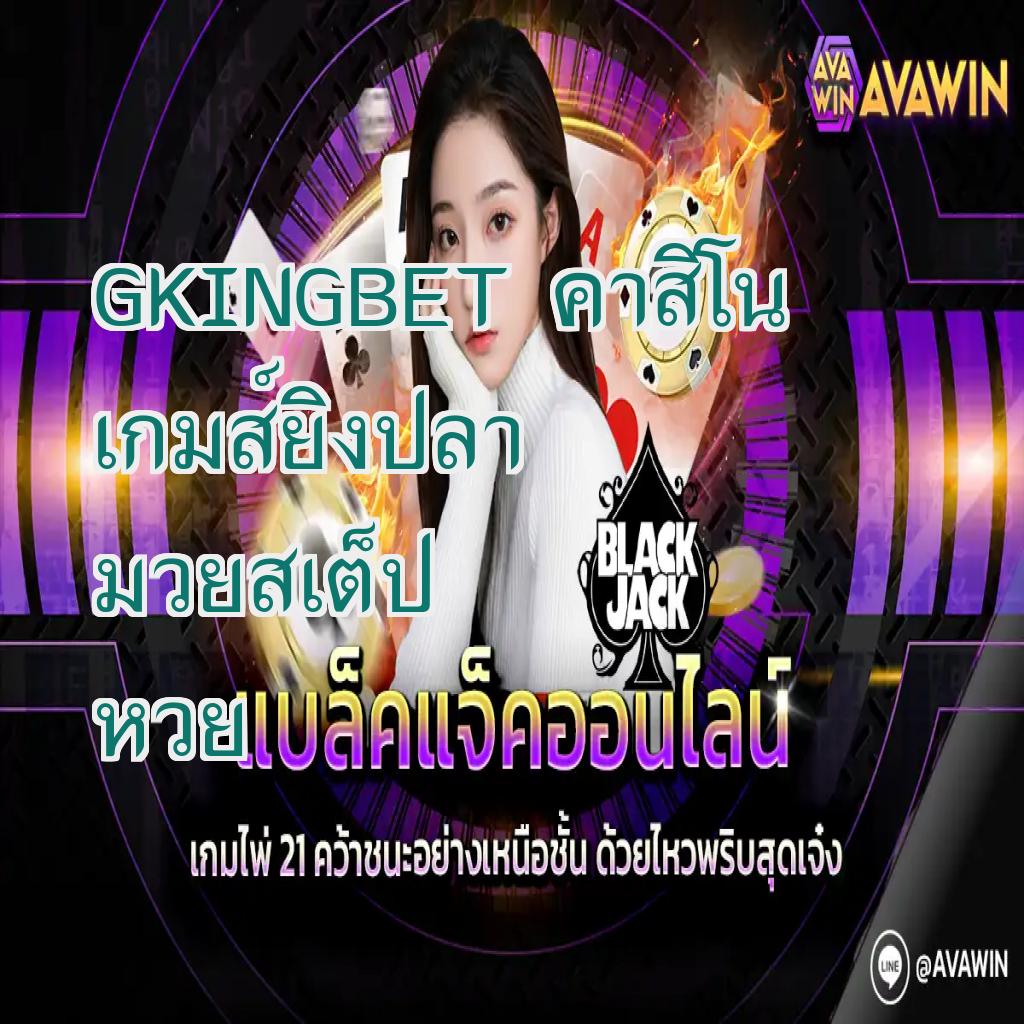 AVA
WIN AVAWIN
GKINGBET คาสิโน
เกมส์ยิงปลา
มวยสเต็ป
BLACK
JACK
หวย
แบล็คแจ็คออนไลน์
เกมไพ่ 21 คว้าชนะอย่างเหนือชั้น ด้วยไหวพริบสุดเจ๋ง
LINE @AVAWIN